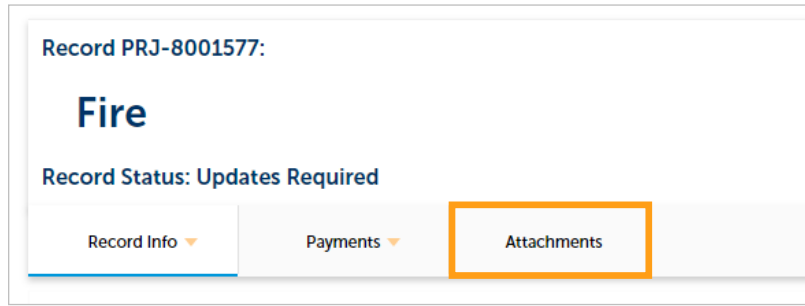 Record PRJ-8001577:
Fire
Record Status: Updates Required
Record Info Payments Attachments